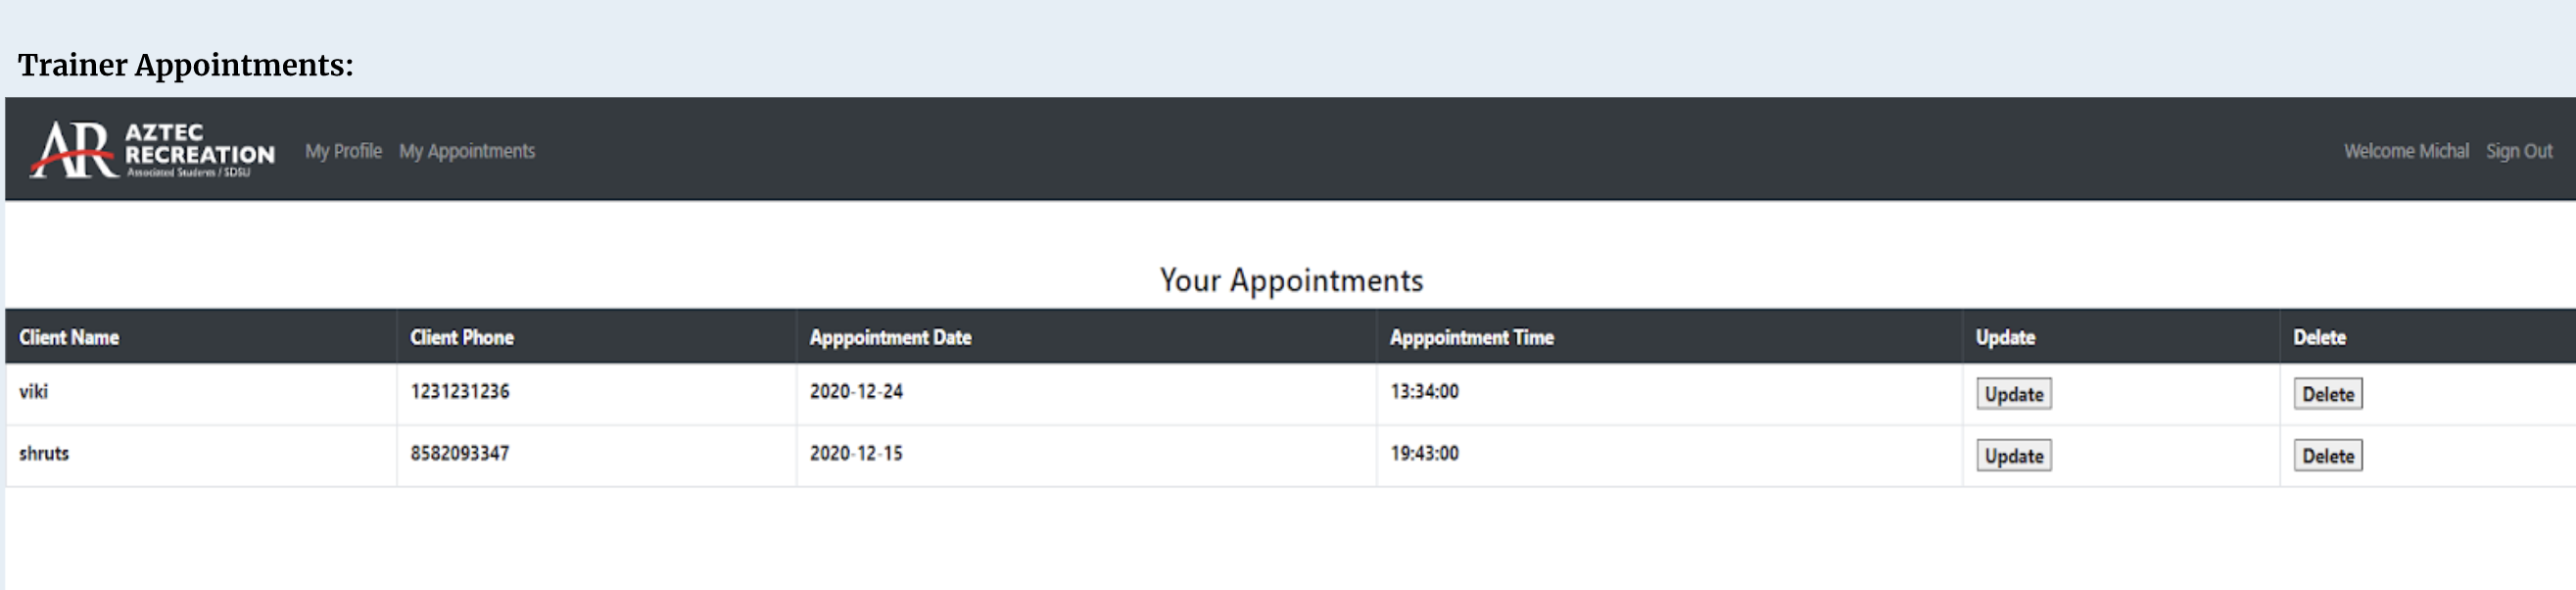 Trainer Appointments:
AR AZTEC RECREATION Associated Students / SDSU My Profile My Appointments Welcome Michal Sign Out
Your Appointments
Client Name Client Phone Apppointment Date Apppointment Time Update Delete
viki 1231231236 2020-12-24 13:34:00 Update Delete
shruts 8582093347 2020-12-15 19:43:00 Update Delete